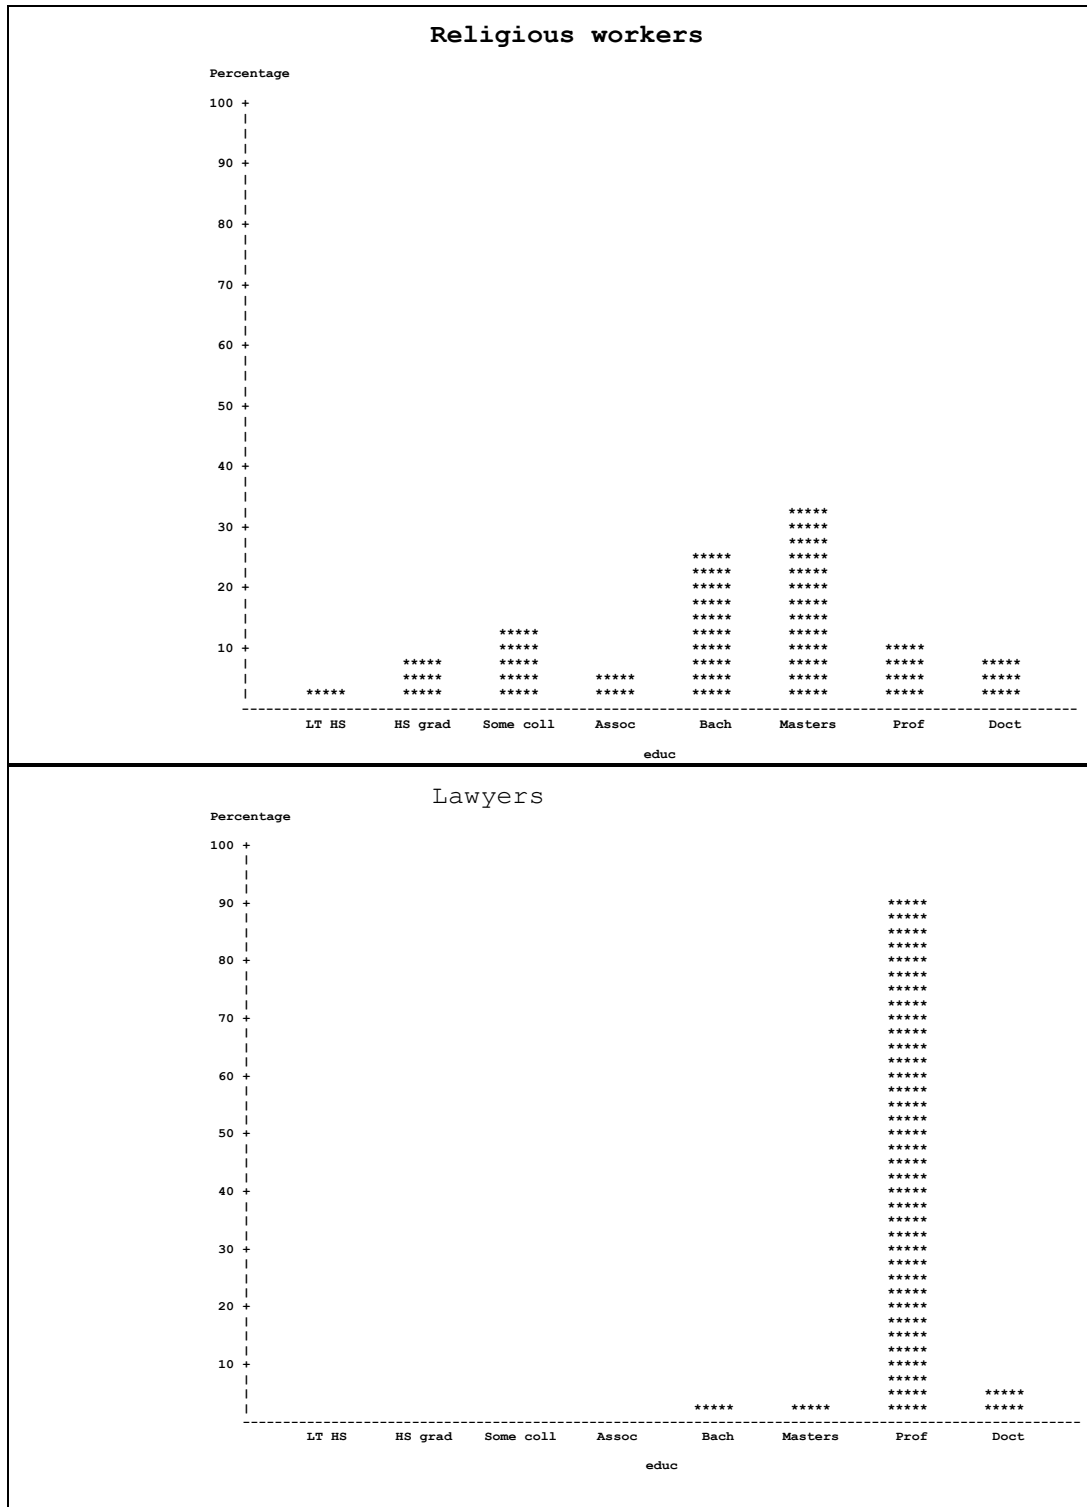 Religious workers
Percentage
100 +
|
|
|
90 +
|
|
|
80 +
|
|
|
70 +
|
|
|
60 +
|
|
|
50 +
|
|
|
40 +
|
|
| *****
30 + *****
| *****
| ***** *****
| ***** *****
20 + ***** *****
| ***** *****
| ***** *****
| ***** ***** *****
10 + ***** ***** ***** *****
| ***** ***** ***** ***** ***** *****
| ***** ***** ***** ***** ***** ***** *****
| ***** ***** ***** ***** ***** ***** ***** *****
--------------------------------------------------------------------------------------------------------
LT HS HS grad Some coll Assoc Bach Masters Prof Doct
educ
Lawyers
Percentage
100 +
|
|
|
90 + *****
| *****
| *****
| *****
80 + *****
| *****
| *****
| *****
70 + *****
| *****
| *****
| *****
60 + *****
| *****
| *****
| *****
50 + *****
| *****
| *****
| *****
40 + *****
| *****
| *****
| *****
30 + *****
| *****
| *****
| *****
20 + *****
| *****
| *****
| *****
10 + *****
| *****
| ***** *****
| ***** ***** ***** *****
--------------------------------------------------------------------------------------------------------
LT HS HS grad Some coll Assoc Bach Masters Prof Doct
educ